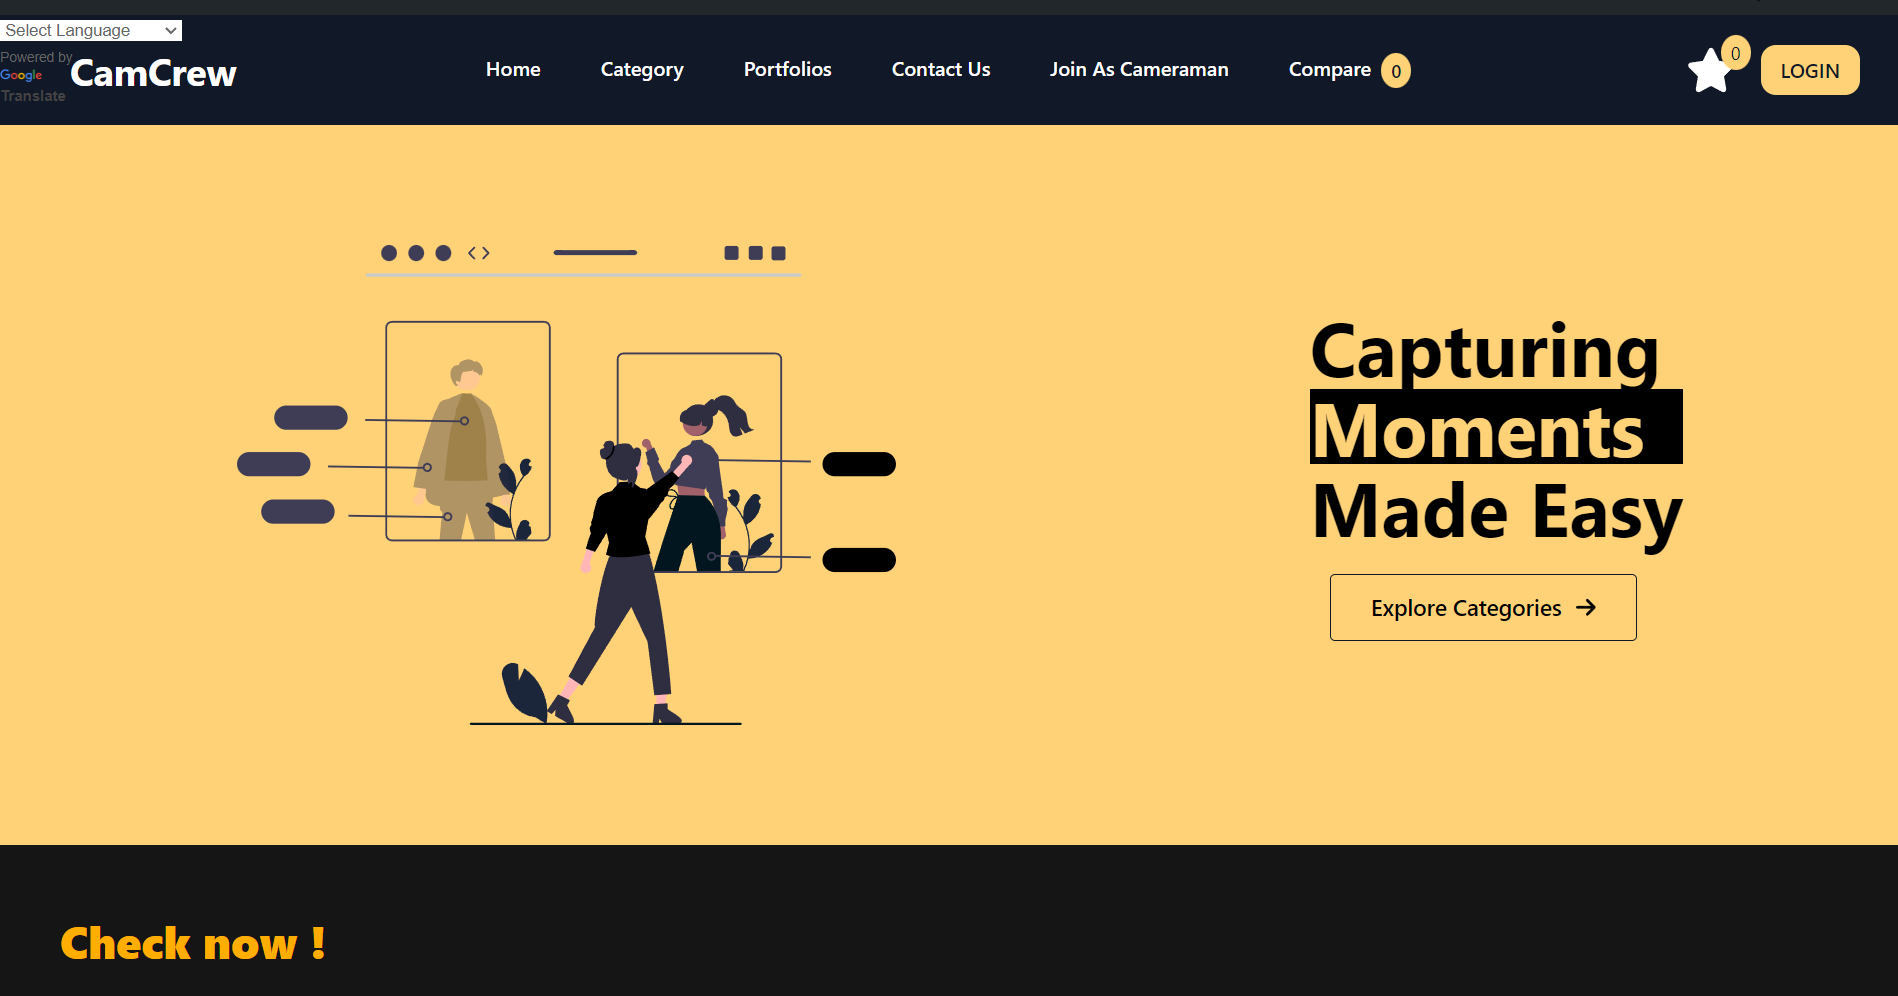 Select Language
Powered by
Google
Translate
CamCrew
Home
Category
Portfolios
Contact Us
Join As Cameraman
Compare 0
0
LOGIN
Capturing
Moments
Made Easy
Explore Categories
Check now !